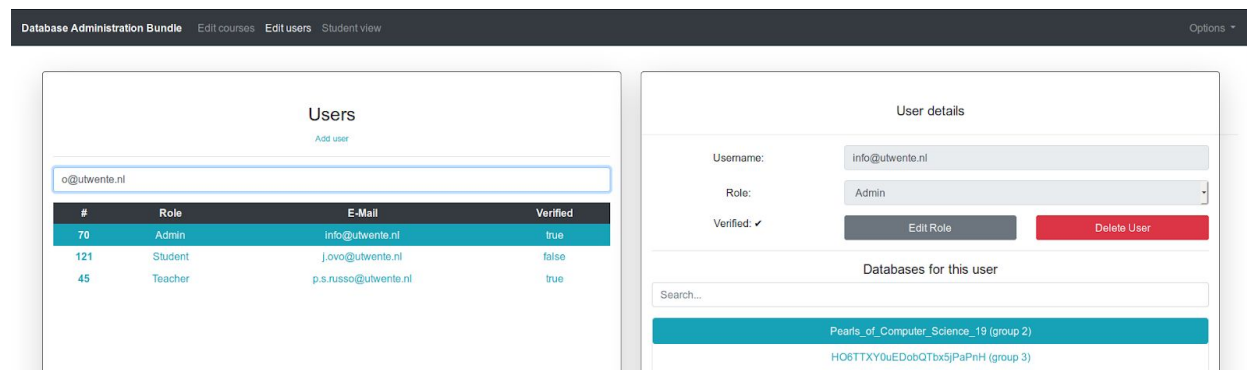 Database Administration Bundle Edit courses Edit users Student view Options
Users
Add user
o@utwente.nl
# Role E-Mail Verified
70 Admin info@utwente.nl true
121 Student j.ovo@utwente.nl false
45 Teacher p.s.russo@utwente.nl true
User details
Username: info@utwente.nl
Role: Admin
Verified: ✔ Edit Role Delete User
Databases for this user
Search...
Pearls_of_Computer_Science_19 (group 2)
HO6TTXY0uEDobQTbx5jPaPnH (group 3)